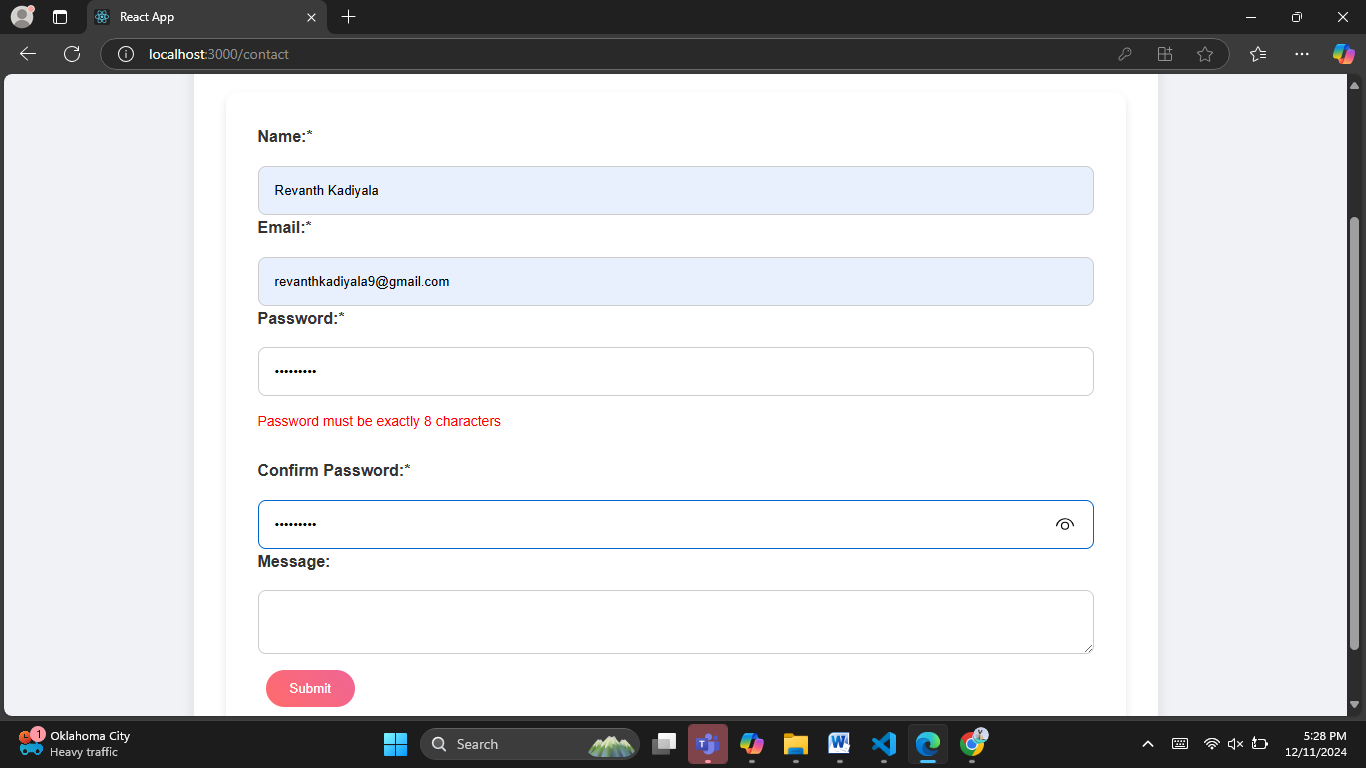 React App
localhost:3000/contact
Name:*
Revanth Kadiyala
Email:*
revanthkadiyala9@gmail.com
Password:*
•••••••••
Password must be exactly 8 characters
Confirm Password:*
•••••••••
Message:
Submit
1
Oklahoma City
Heavy traffic
Search
T
W
Y
5:28 PM
12/11/2024